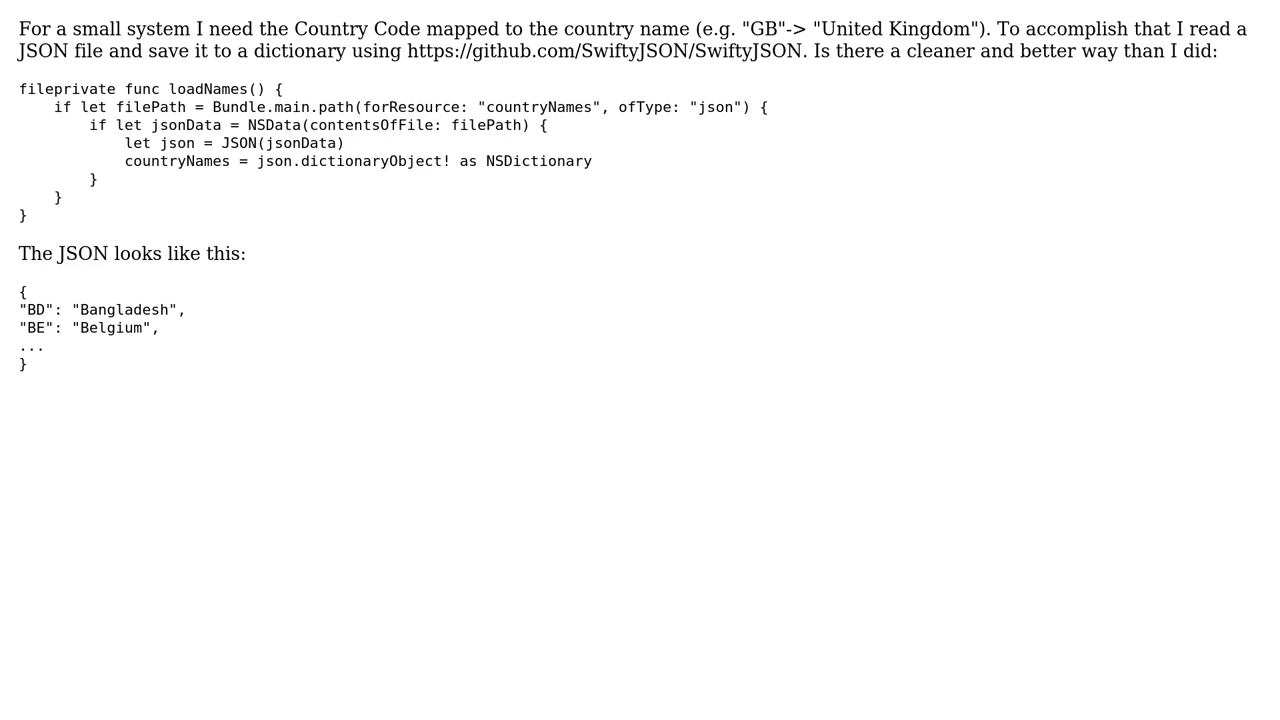 For a small system I need the Country Code mapped to the country name (e.g. "GB"-> "United Kingdom"). To accomplish that I read a
JSON file and save it to a dictionary using https://github.com/SwiftyJSON/SwiftyJSON. Is there a cleaner and better way than I did:
fileprivate func loadNames() {
    if let filePath = Bundle.main.path(forResource: "countryNames", ofType: "json") {
        if let jsonData = NSData(contentsOfFile: filePath) {
            let json = JSON(jsonData)
            countryNames = json.dictionaryObject! as NSDictionary
        }
    }
}
The JSON looks like this:
{
"BD": "Bangladesh",
"BE": "Belgium",
...
}